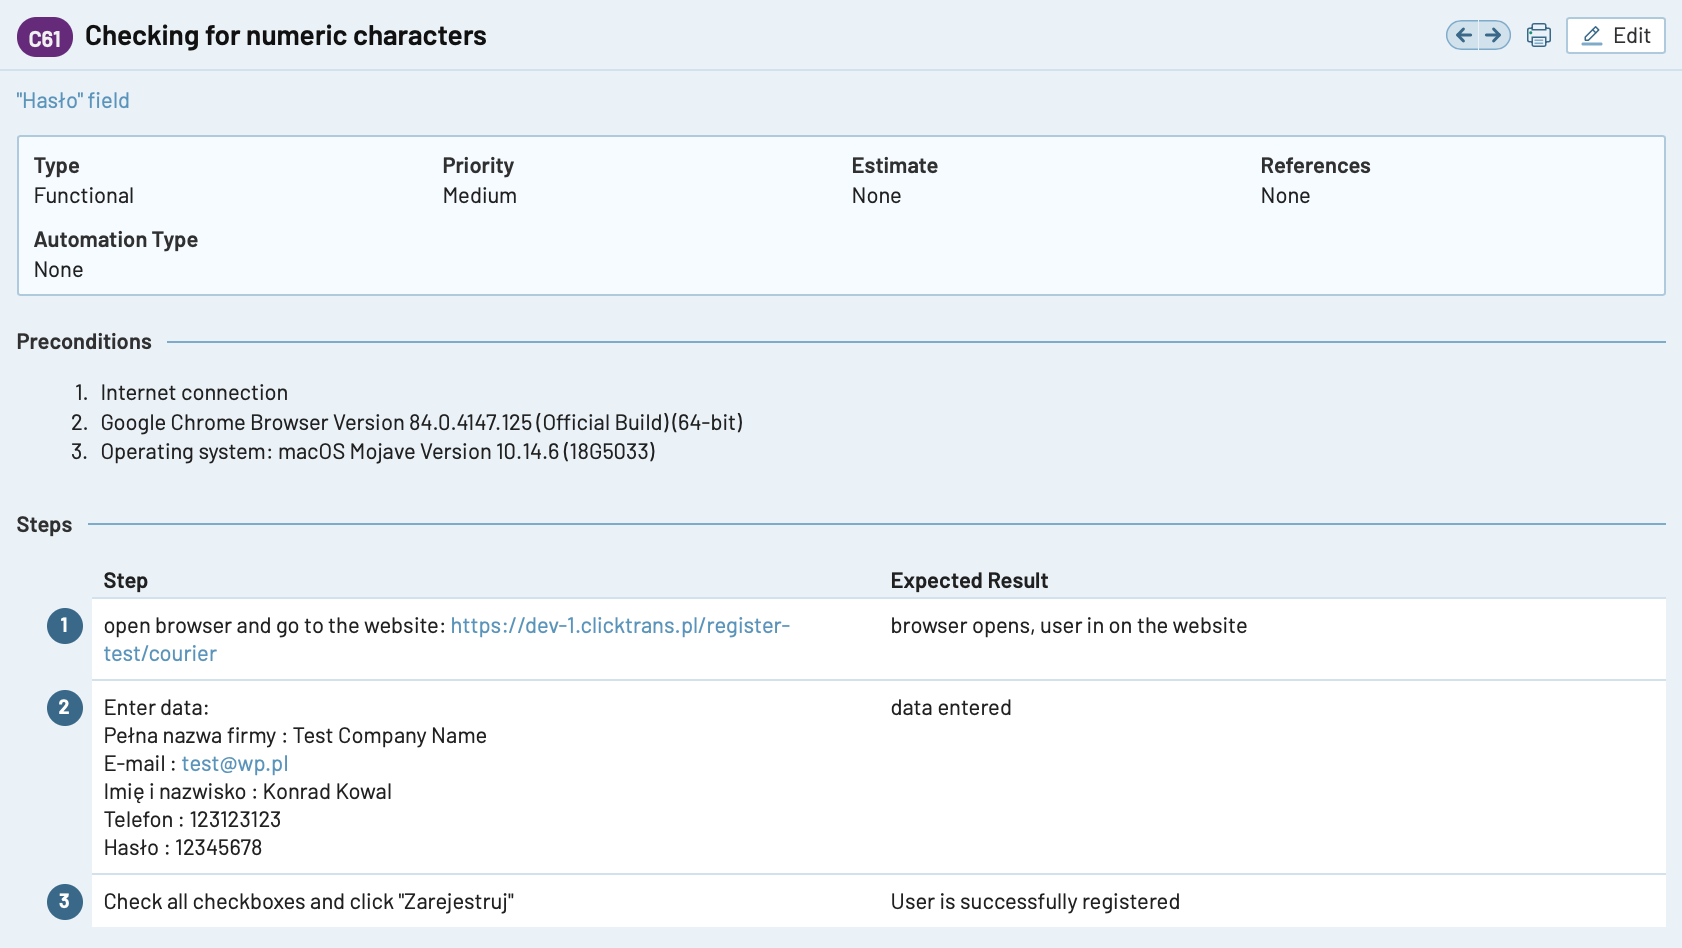 C61 Checking for numeric characters Edit
"Hasło" field
Type Priority Estimate References
Functional Medium None None
Automation Type
None
Preconditions
1. Internet connection
2. Google Chrome Browser Version 84.0.4147.125 (Official Build) (64-bit)
3. Operating system: macOS Mojave Version 10.14.6 (18G5033)
Steps
Step Expected Result
1 open browser and go to the website: https://dev-1.clicktrans.pl/register- browser opens, user in on the website
test/courier
2 Enter data: data entered
Pełna nazwa firmy : Test Company Name
E-mail : test@wp.pl
Imię i nazwisko : Konrad Kowal
Telefon : 123123123
Hasło : 12345678
3 Check all checkboxes and click "Zarejestruj" User is successfully registered